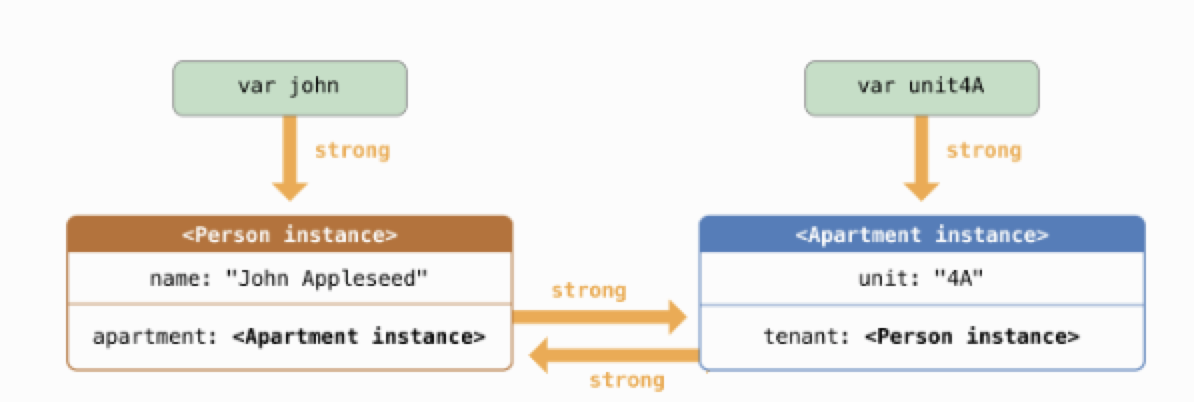 var john
var unit4A
strong
strong
<Person instance>
<Apartment instance>
name: "John Appleseed"
unit: "4A"
strong
apartment: <Apartment instance>
tenant: <Person instance>
strong